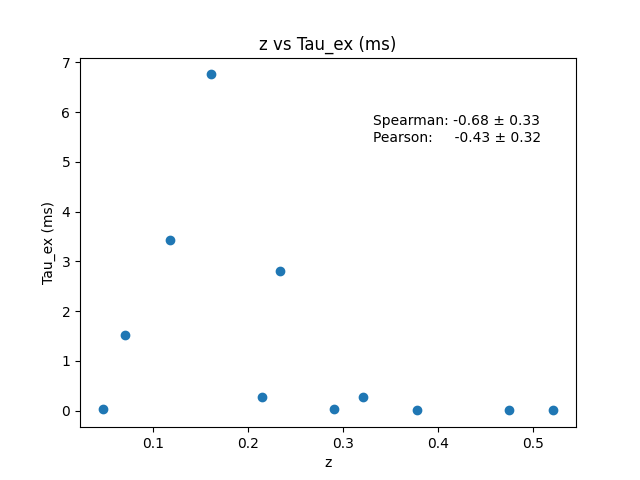 z vs Tau_ex (ms)
7
6
5
4
3
2
1
0
Tau_ex (ms)
Spearman: -0.68 ± 0.33
Pearson: -0.43 ± 0.32
0.1 0.2 0.3 0.4 0.5
z